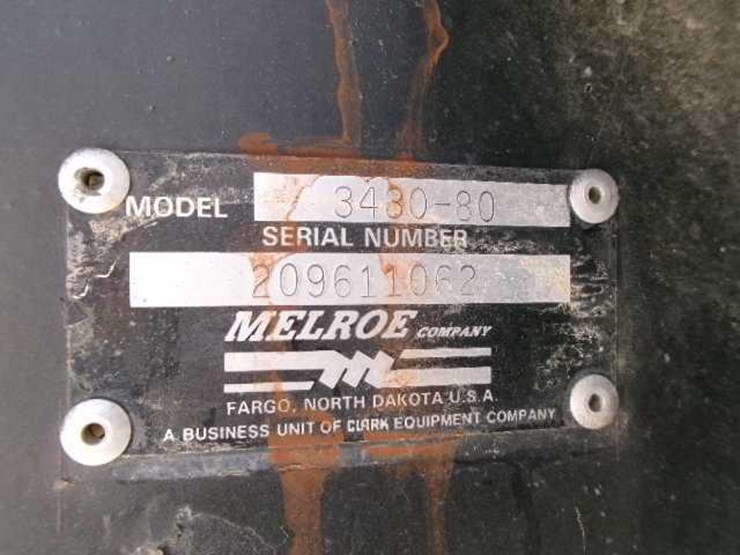 MODEL 3430-80
SERIAL NUMBER
209611062
MELROE COMPANY
FARGO, NORTH DAKOTA U.S.A.
A BUSINESS UNIT OF CLARK EQUIPMENT COMPANY